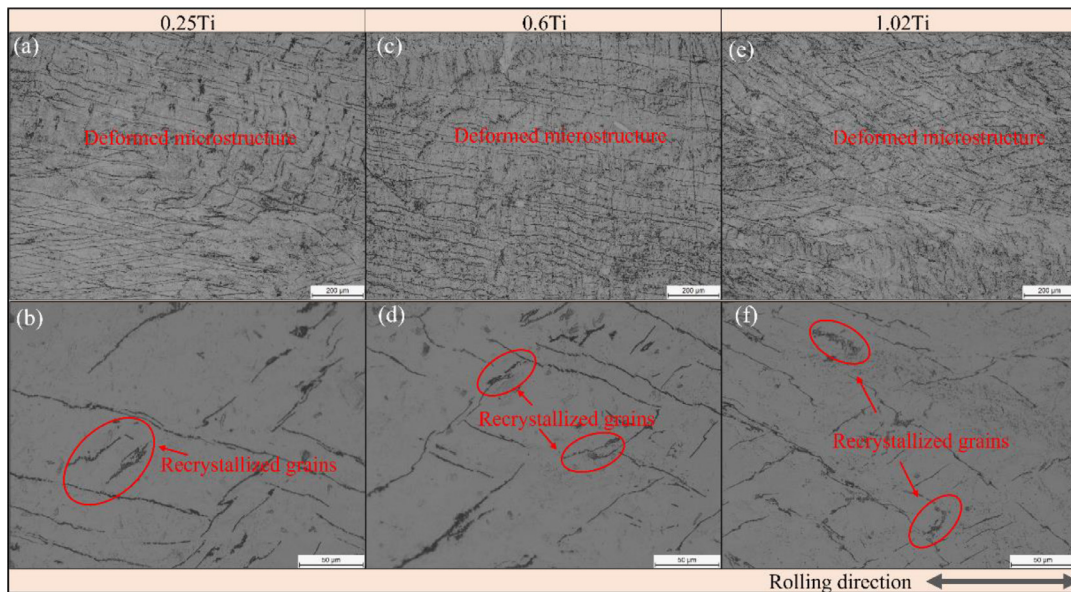 0.25Ti 0.6Ti 1.02Ti
(a) (c) (e)
Deformed microstructure Deformed microstructure Deformed microstructure
200 μm 200 μm 200 μm
(b) (d) (f)
Recrystallized grains Recrystallized grains Recrystallized grains
50 μm 50 μm 50 μm
Rolling direction